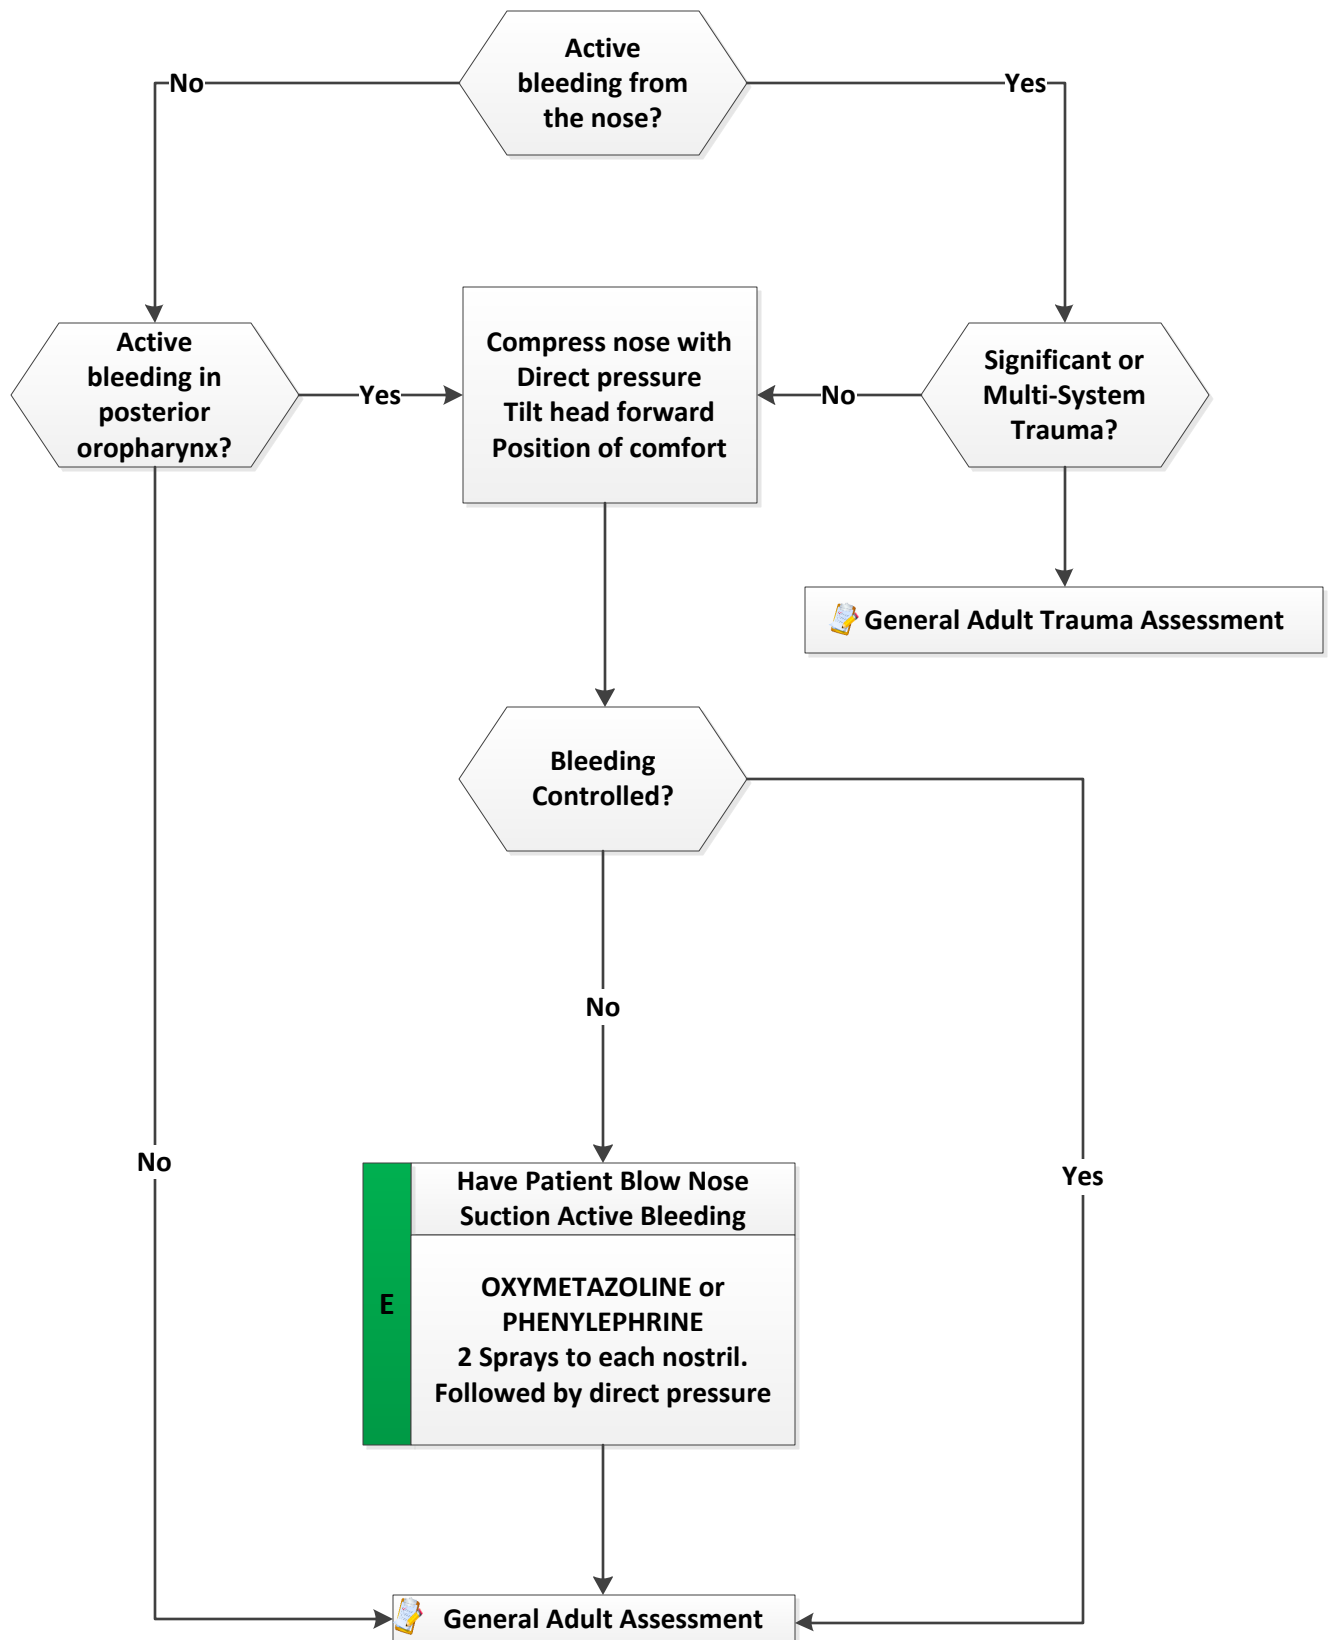 Active
bleeding from
the nose?
No
Yes
Active
bleeding in
posterior
oropharynx?
Yes
Compress nose with
Direct pressure
Tilt head forward
Position of comfort
No
Significant or
Multi-System
Trauma?
General Adult Trauma Assessment
Bleeding
Controlled?
No
No
Yes
Have Patient Blow Nose
Suction Active Bleeding
E
OXYMETAZOLINE or
PHENYLEPHRINE
2 Sprays to each nostril.
Followed by direct pressure
General Adult Assessment